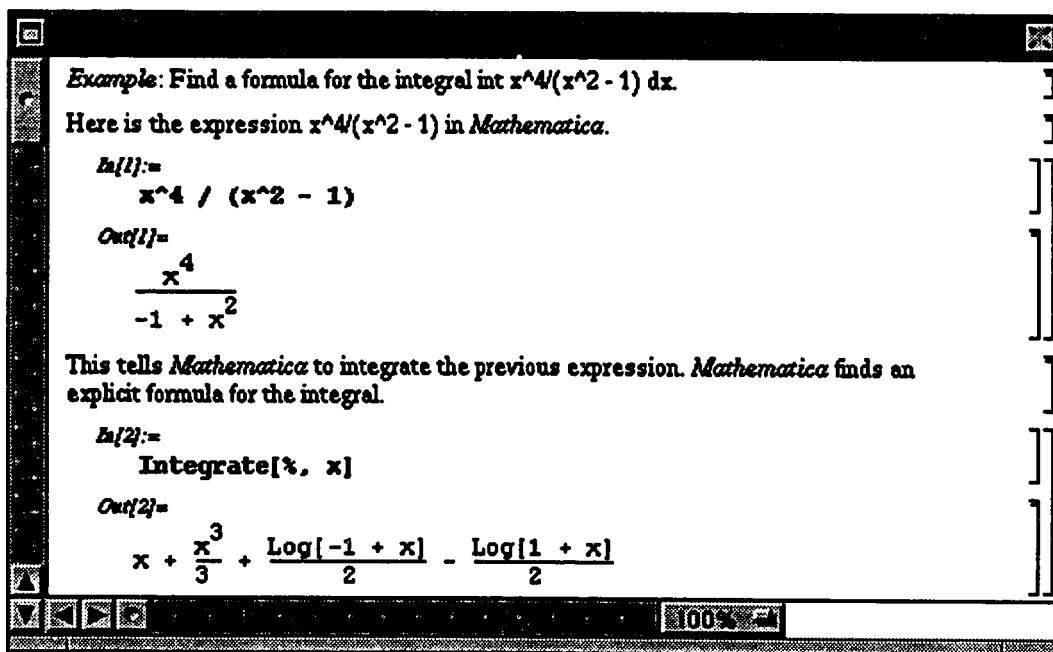 Example: Find a formula for the integral int x^4/(x^2 - 1) dx.
Here is the expression x^4/(x^2 - 1) in Mathematica.
In[1]:=
x^4 / (x^2 - 1)
Out[1]=
x^4
-1 + x^2
This tells Mathematica to integrate the previous expression. Mathematica finds an
explicit formula for the integral.
In[2]:=
Integrate[%, x]
Out[2]=
x + x^3/3 + Log[-1 + x]/2 - Log[1 + x]/2
100%